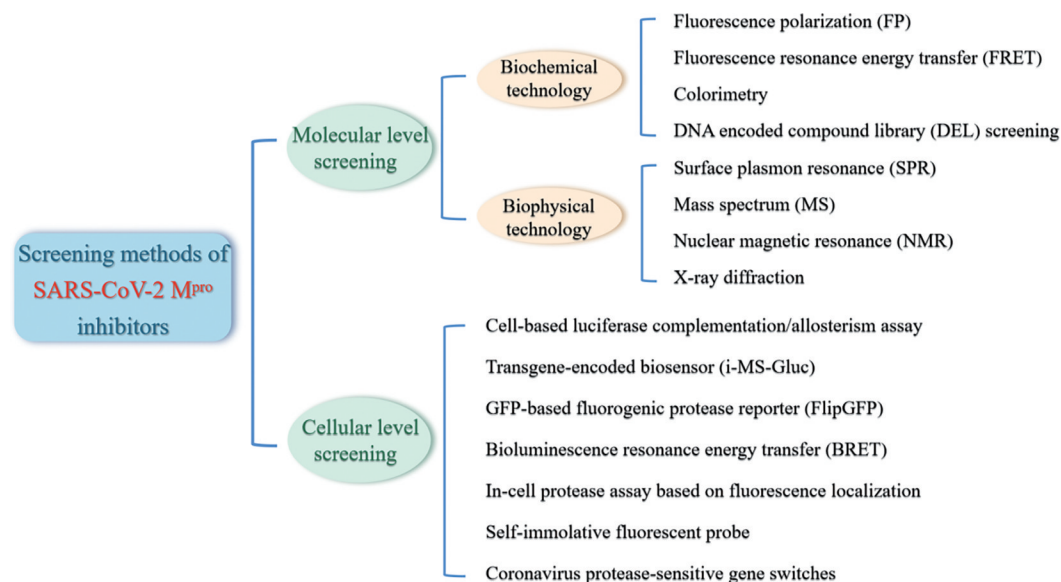 Screening methods of
SARS-CoV-2 Mpro
inhibitors
Molecular level
screening
Biochemical
technology
Fluorescence polarization (FP)
Fluorescence resonance energy transfer (FRET)
Colorimetry
DNA encoded compound library (DEL) screening
Biophysical
technology
Surface plasmon resonance (SPR)
Mass spectrum (MS)
Nuclear magnetic resonance (NMR)
X-ray diffraction
Cellular level
screening
Cell-based luciferase complementation/allosterism assay
Transgene-encoded biosensor (i-MS-Gluc)
GFP-based fluorogenic protease reporter (FlipGFP)
Bioluminescence resonance energy transfer (BRET)
In-cell protease assay based on fluorescence localization
Self-immolative fluorescent probe
Coronavirus protease-sensitive gene switches